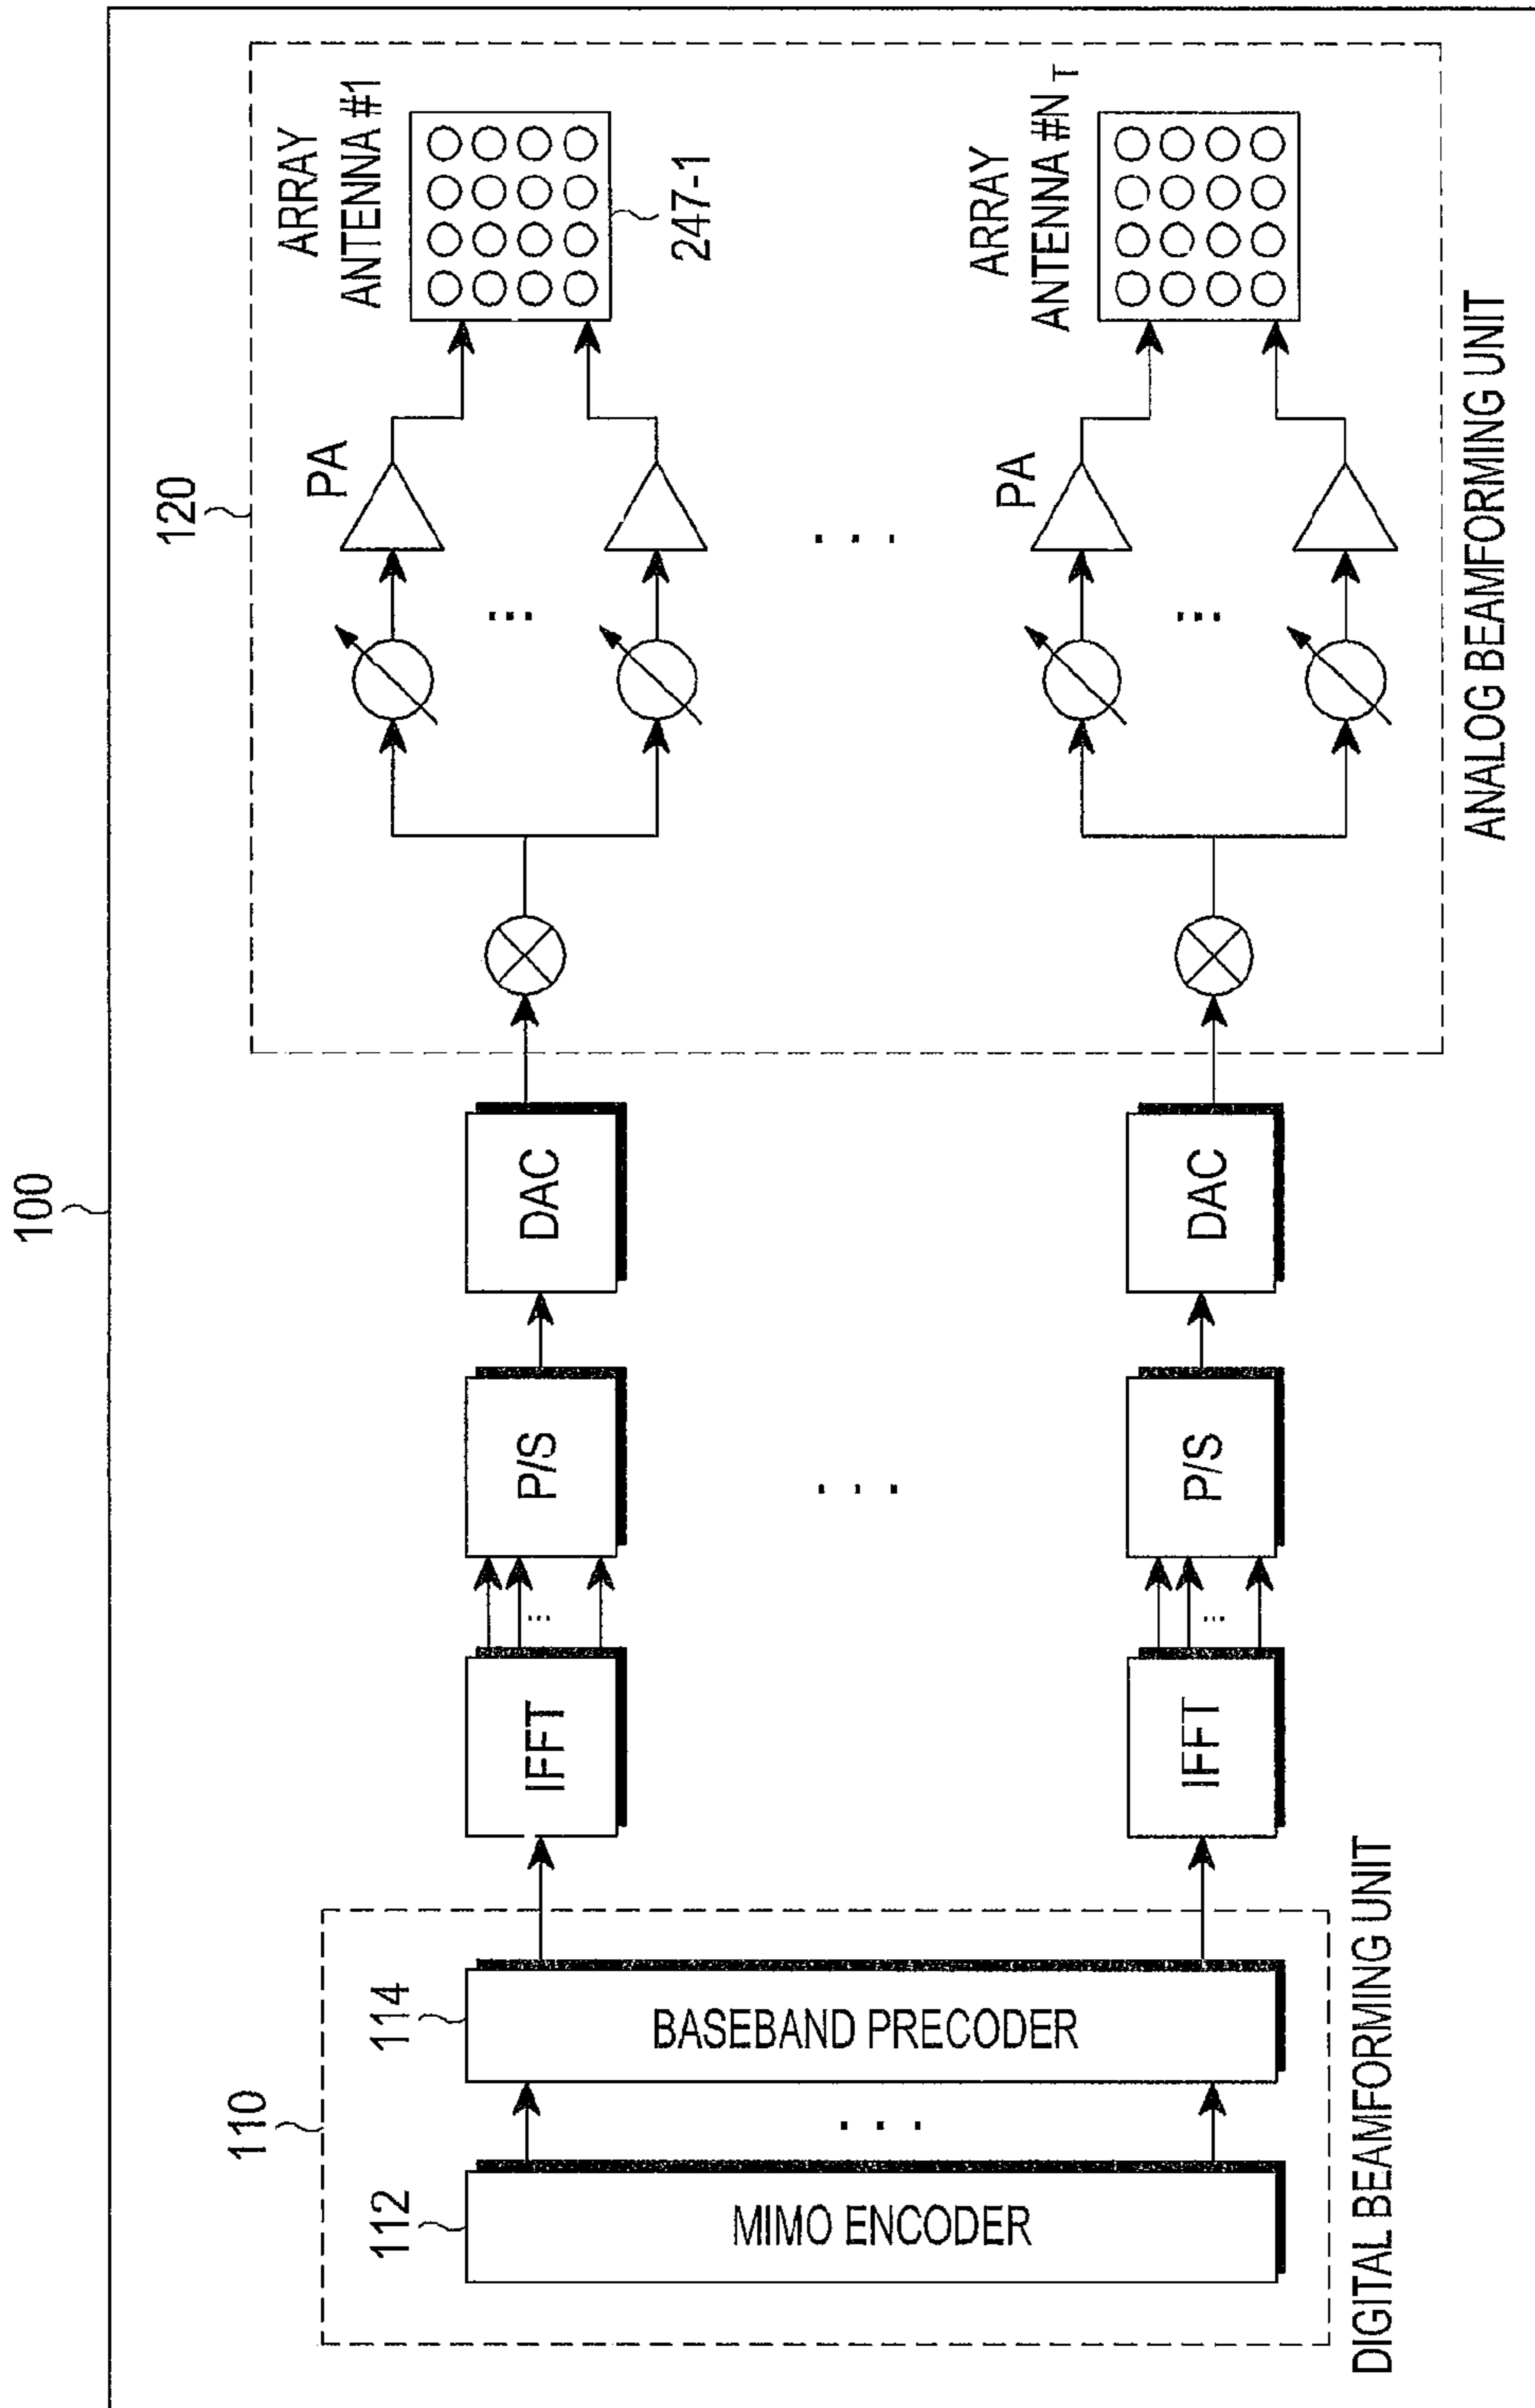 100
110
112
MIMO ENCODER
. . .
114
BASEBAND PRECODER
DIGITAL BEAMFORMING UNIT
IFFT
...
P/S
DAC
. . .
IFFT
...
P/S
DAC
120
PA
...
ARRAY
ANTENNA #1
247-1
. . .
PA
...
ARRAY
ANTENNA #N T
ANALOG BEAMFORMING UNIT